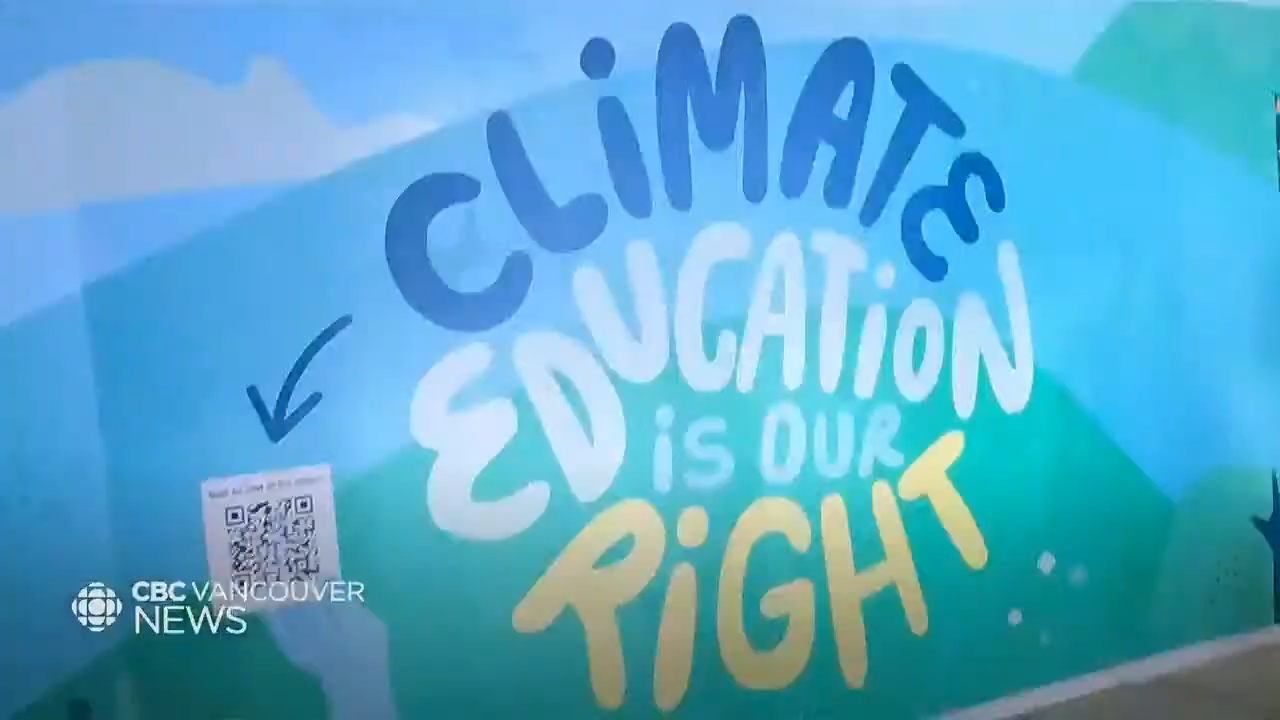 CLiMATE
EDUCATiON
iS OUR
RiGHT
CBC VANCOUVER
NEWS